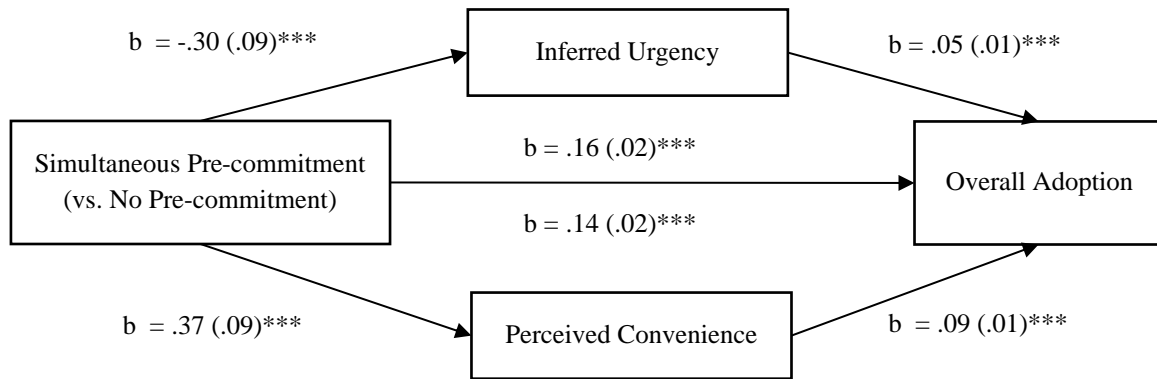 b = -.30 (.09)***
Inferred Urgency
b = .05 (.01)***
Simultaneous Pre-commitment
(vs. No Pre-commitment)
b = .16 (.02)***
b = .14 (.02)***
Overall Adoption
b = .37 (.09)***
Perceived Convenience
b = .09 (.01)***